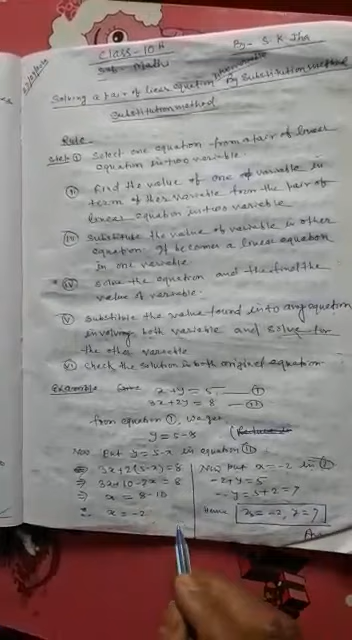 Class-10th By- S.K Jha
Sub- Math
Solving a pair of linear equation By Substitution method
Substitution method
Rule-
Step (i) Select one equation from a pair of linear
equation in two variable.
(ii) find the value of one of variable in
term of other variable from the pair of
linear equation in two variable
(iii) substitute the value of variable in other
equation. It becomes a linear equation
in one variable
(iv) solve the equation and the find the
value of variable.
(v) substitute the value found into any equation
involving both variable and solve for
the other variable
(vi) Check the solution in both original equation
Example x+y = 5, — (i)
3x+2y = 8 — (ii)
from equation (i), we get
y = 5-x
Now Put y = 5-x in equation (ii)
⇒ 3x+2(5-x)=8
⇒ 3x+10-2x=8
⇒ x = 8-10
∴ x = -2
Now Put x = -2 in (i)
-2+y=5
∴ y=5+2=7
Hence x = -2, y = 7
Ans